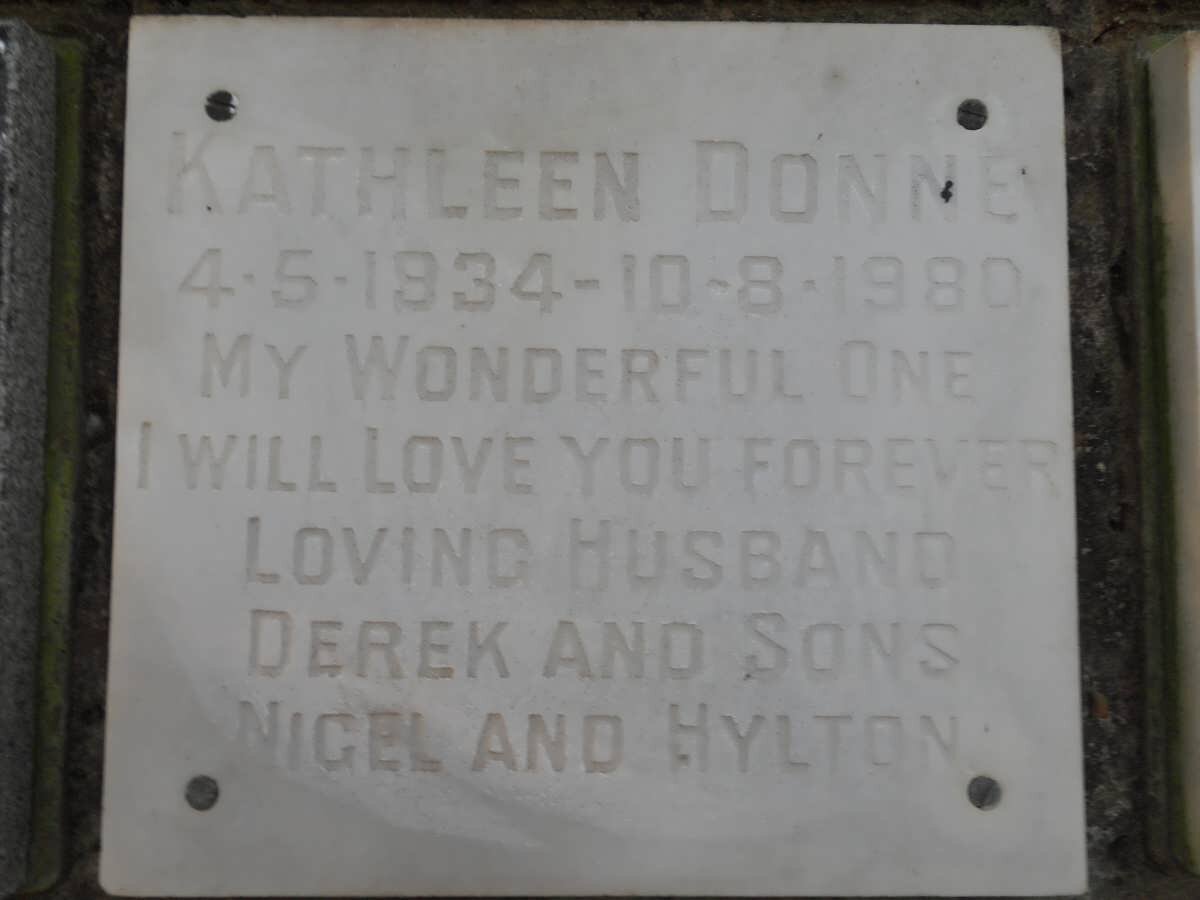 KATHLEEN DONNE
4·5·1934-10·8·1980
MY WONDERFUL ONE
I WILL LOVE YOU FOREVER
LOVING HUSBAND
DEREK AND SONS
NIGEL AND HYLTON